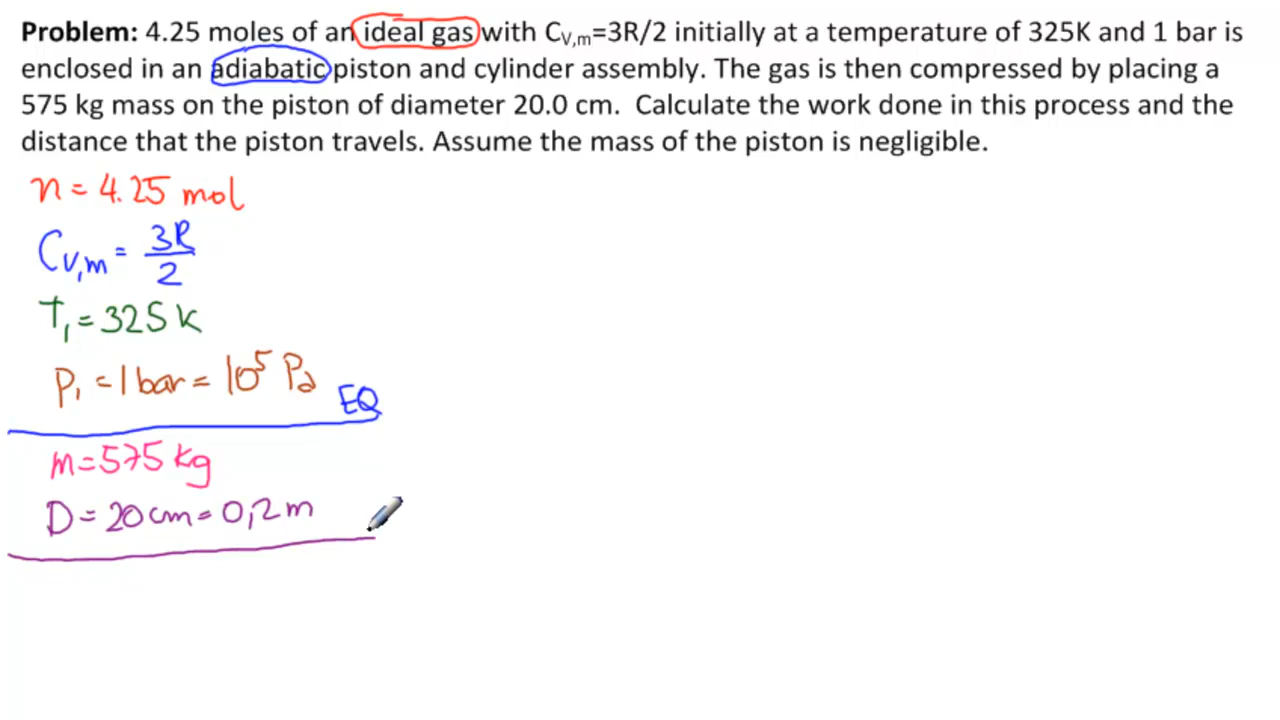 Problem: 4.25 moles of an ideal gas with CV,m=3R/2 initially at a temperature of 325K and 1 bar is
enclosed in an adiabatic piston and cylinder assembly. The gas is then compressed by placing a
575 kg mass on the piston of diameter 20.0 cm.  Calculate the work done in this process and the
distance that the piston travels. Assume the mass of the piston is negligible.
n = 4.25 mol
CV,m = 3R/2
T1 = 325 K
P1 = 1 bar = 10^5 Pa
EQ
m = 575 kg
D = 20 cm = 0,2 m